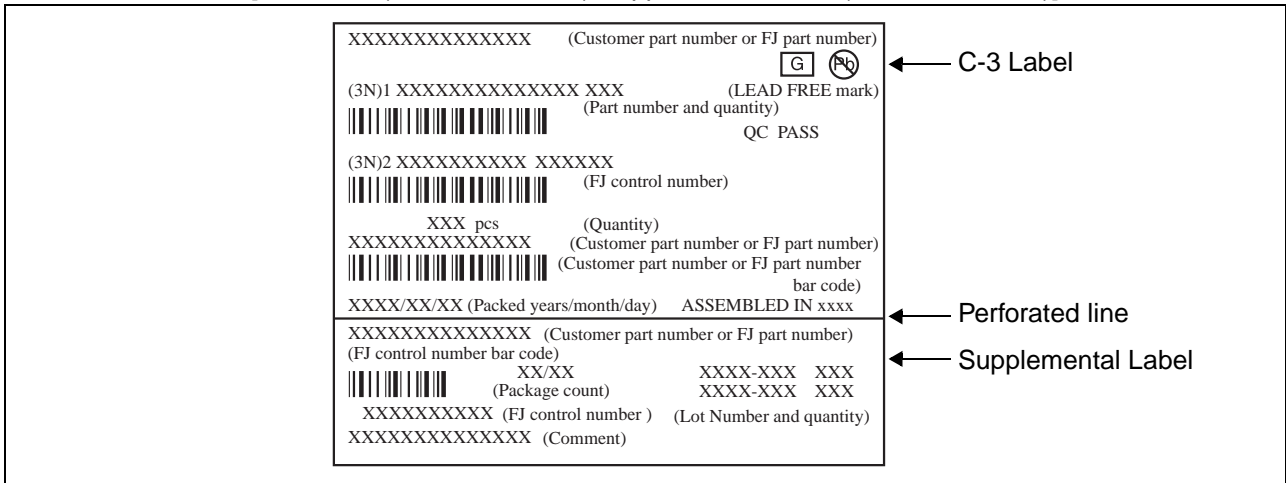 XXXXXXXXXXXXXX (Customer part number or FJ part number)
G Pb
C-3 Label
(3N)1 XXXXXXXXXXXXXX XXX (LEAD FREE mark)
(Part number and quantity)
QC PASS
(3N)2 XXXXXXXXXX XXXXXX
(FJ control number)
XXX pcs (Quantity)
XXXXXXXXXXXXXX (Customer part number or FJ part number)
(Customer part number or FJ part number
bar code)
XXXX/XX/XX (Packed years/month/day) ASSEMBLED IN xxxx
Perforated line
XXXXXXXXXXXXXX (Customer part number or FJ part number)
(FJ control number bar code)
Supplemental Label
XX/XX XXXX-XXX XXX
(Package count) XXXX-XXX XXX
XXXXXXXXXX (FJ control number ) (Lot Number and quantity)
XXXXXXXXXXXXXX (Comment)